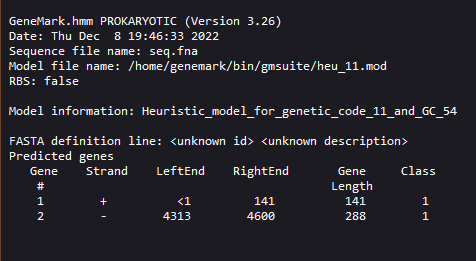 GeneMark.hmm PROKARYOTIC (Version 3.26)
Date: Thu Dec  8 19:46:33 2022
Sequence file name: seq.fna
Model file name: /home/genemark/bin/gmsuite/heu_11.mod
RBS: false
Model information: Heuristic_model_for_genetic_code_11_and_GC_54
FASTA definition line: <unknown id> <unknown description>
Predicted genes
Gene    Strand    LeftEnd    RightEnd       Gene     Class
#                                         Length
1        +          <1         141          141        1
2        -        4313        4600          288        1